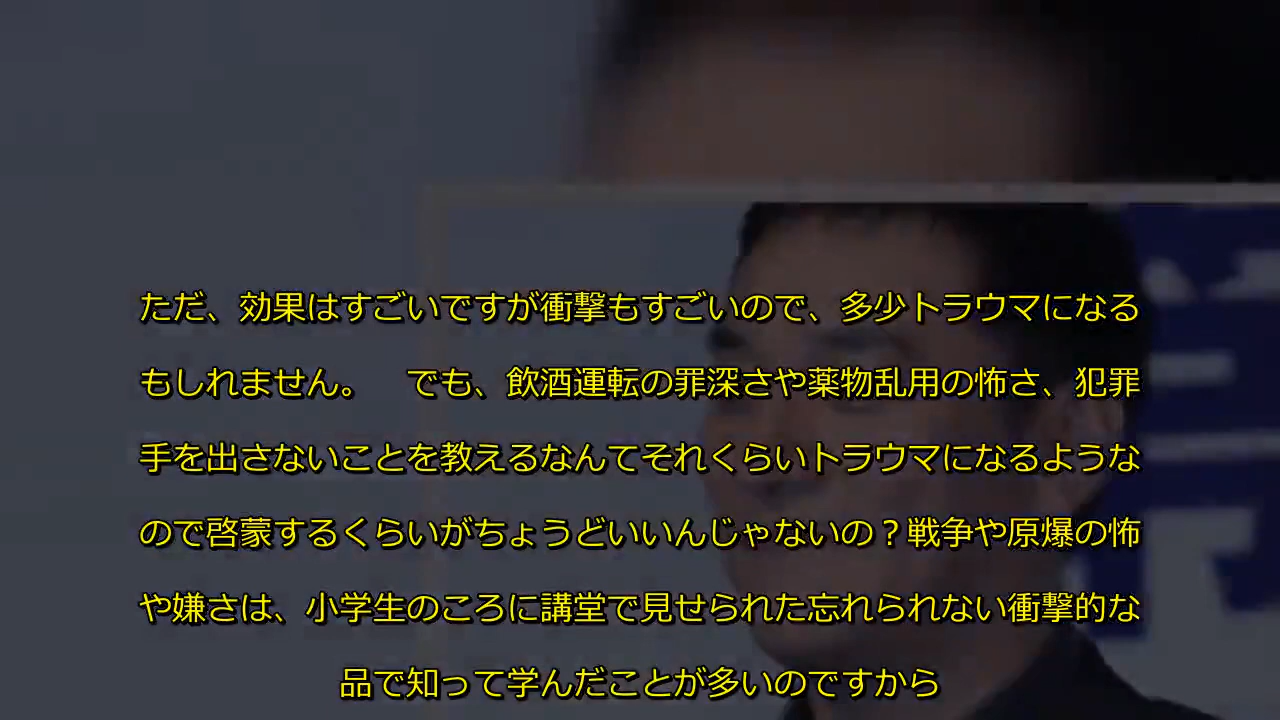 ただ、効果はすごいですが衝撃もすごいので、多少トラウマになる
もしれません。　でも、飲酒運転の罪深さや薬物乱用の怖さ、犯罪
手を出さないことを教えるなんてそれくらいトラウマになるような
ので啓蒙するくらいがちょうどいいんじゃないの？戦争や原爆の怖
や嫌さは、小学生のころに講堂で見せられた忘れられない衝撃的な
品で知って学んだことが多いのですから